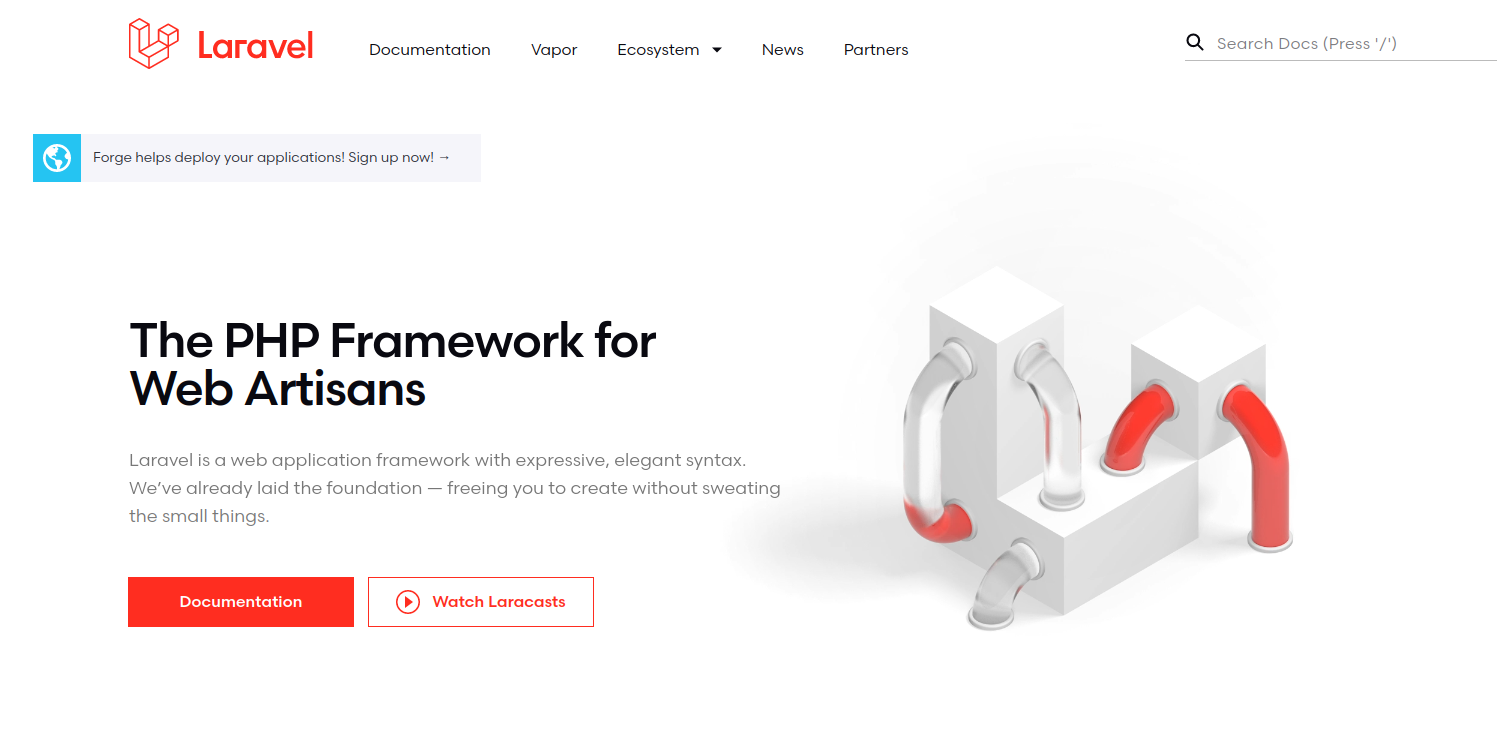 Laravel
Documentation
Vapor
Ecosystem
News
Partners
Search Docs (Press '/')
Forge helps deploy your applications! Sign up now! →
The PHP Framework for
Web Artisans
Laravel is a web application framework with expressive, elegant syntax.
We’ve already laid the foundation — freeing you to create without sweating
the small things.
Documentation
Watch Laracasts